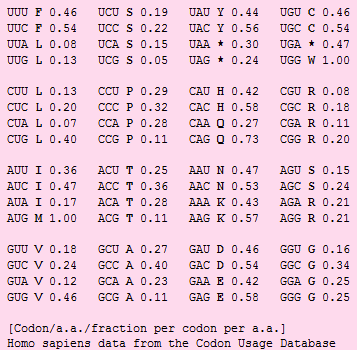 UUU F 0.46 UCU S 0.19 UAU Y 0.44 UGU C 0.46
UUC F 0.54 UCC S 0.22 UAC Y 0.56 UGC C 0.54
UUA L 0.08 UCA S 0.15 UAA * 0.30 UGA * 0.47
UUG L 0.13 UCG S 0.05 UAG * 0.24 UGG W 1.00
CUU L 0.13 CCU P 0.29 CAU H 0.42 CGU R 0.08
CUC L 0.20 CCC P 0.32 CAC H 0.58 CGC R 0.18
CUA L 0.07 CCA P 0.28 CAA Q 0.27 CGA R 0.11
CUG L 0.40 CCG P 0.11 CAG Q 0.73 CGG R 0.20
AUU I 0.36 ACU T 0.25 AAU N 0.47 AGU S 0.15
AUC I 0.47 ACC T 0.36 AAC N 0.53 AGC S 0.24
AUA I 0.17 ACA T 0.28 AAA K 0.43 AGA R 0.21
AUG M 1.00 ACG T 0.11 AAG K 0.57 AGG R 0.21
GUU V 0.18 GCU A 0.27 GAU D 0.46 GGU G 0.16
GUC V 0.24 GCC A 0.40 GAC D 0.54 GGC G 0.34
GUA V 0.12 GCA A 0.23 GAA E 0.42 GGA G 0.25
GUG V 0.46 GCG A 0.11 GAG E 0.58 GGG G 0.25
[Codon/a.a./fraction per codon per a.a.]
Homo sapiens data from the Codon Usage Database